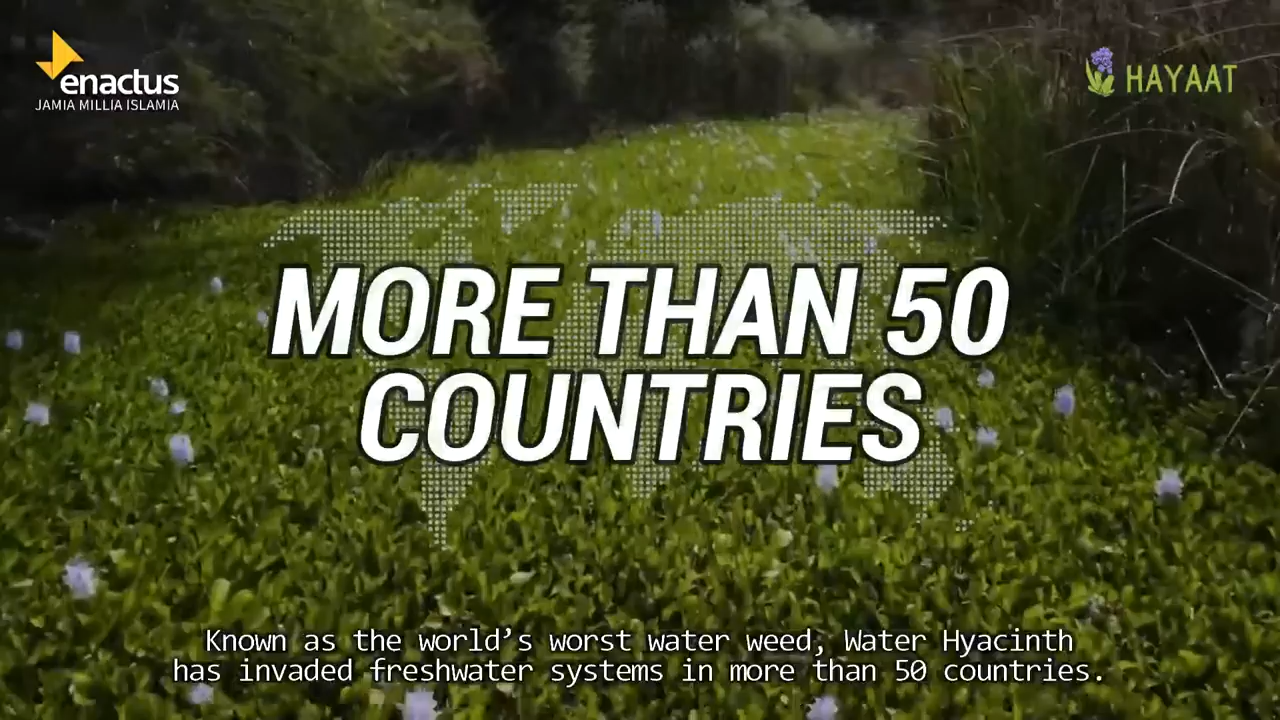 enactus
JAMIA MILLIA ISLAMIA
HAYAAT
MORE THAN 50
COUNTRIES
Known as the world’s worst water weed, Water Hyacinth
has invaded freshwater systems in more than 50 countries.